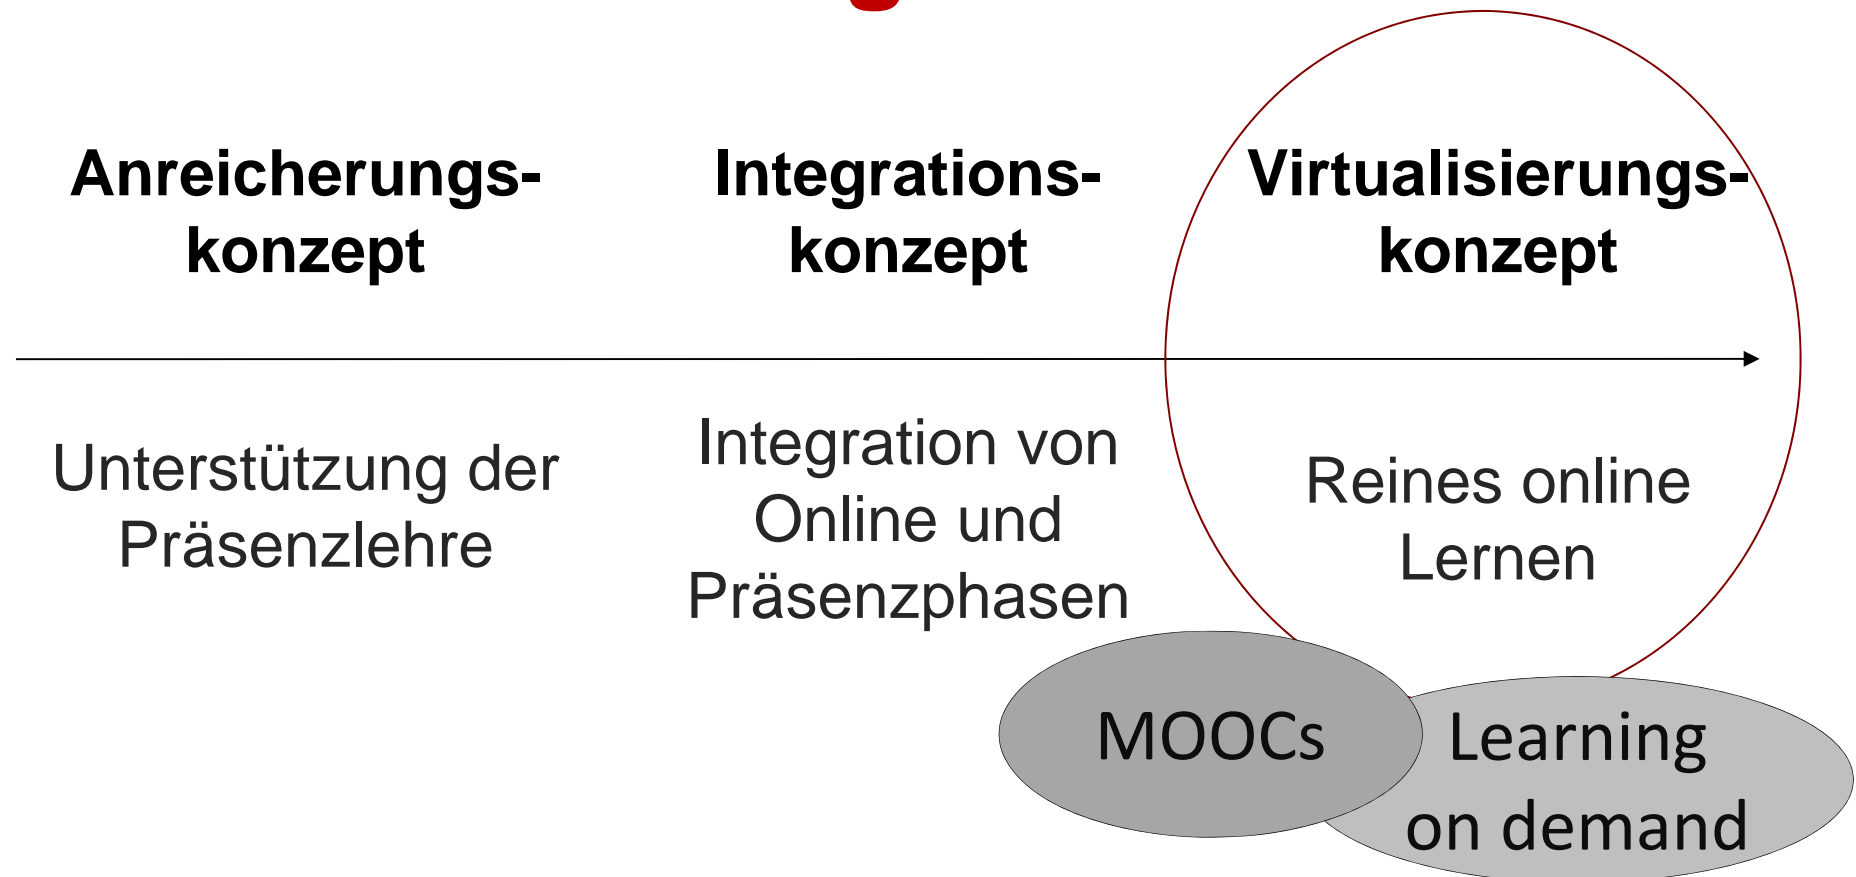 Anreicherungs-
konzept
Integrations-
konzept
Virtualisierungs-
konzept
Unterstützung der
Präsenzlehre
Integration von
Online und
Präsenzphasen
Reines online
Lernen
MOOCs
Learning
on demand